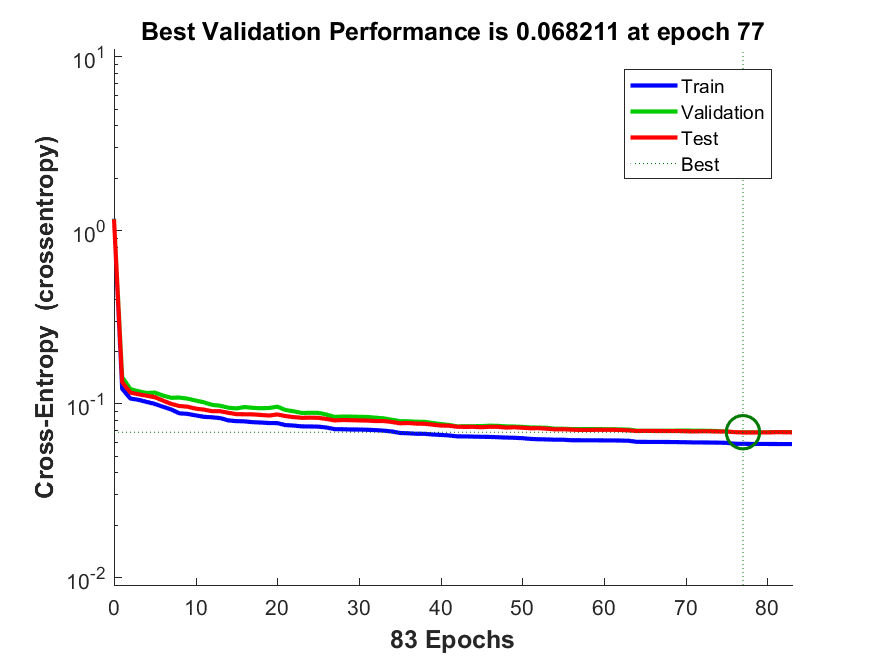 Best Validation Performance is 0.068211 at epoch 77
Cross-Entropy (crossentropy)
10^1
10^0
10^-1
10^-2
Train
Validation
Test
Best
0 10 20 30 40 50 60 70 80
83 Epochs